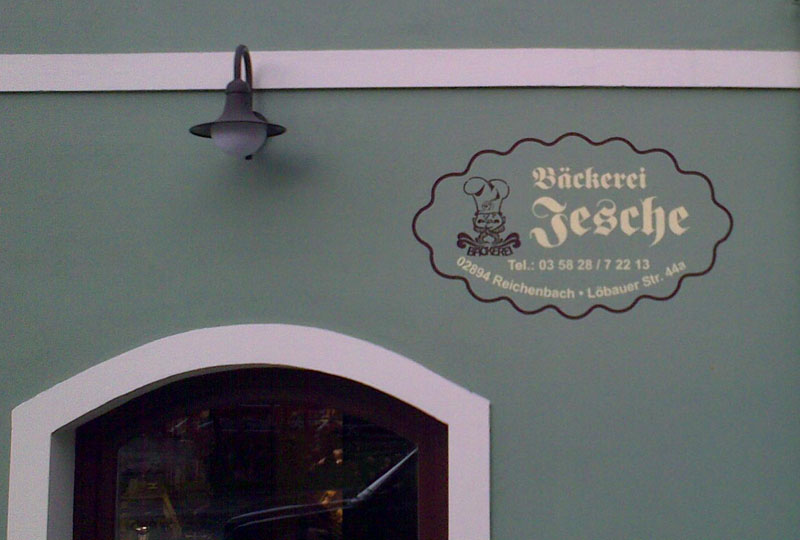 Bäckerei
Jesche
BÄCKEREI
Tel.: 03 58 28 / 7 22 13
02894 Reichenbach • Löbauer Str. 44a